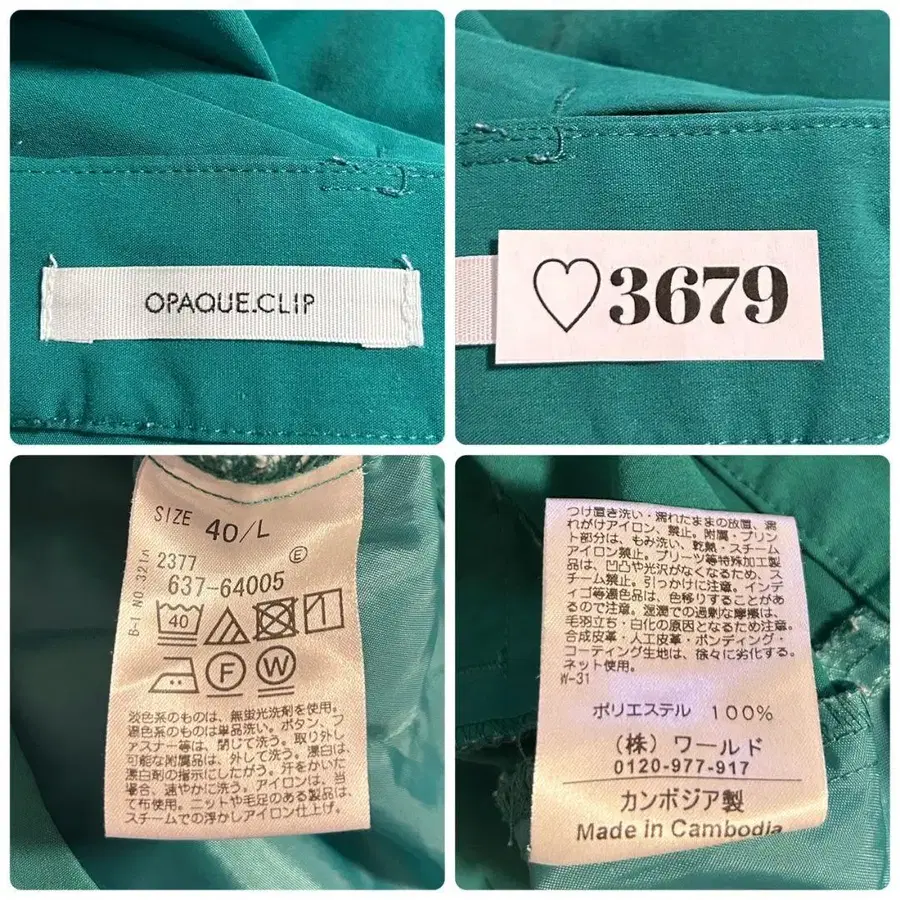 OPAQUE.CLIP
♡3679
SIZE 40/L
B-1 NO.321ん
2377
Ⓔ
637-64005
40
F W
淡色系のものは、無蛍光洗剤を使用。
濃色系のものは単品洗い。ボタン、フ
ァスナー等は、閉じて洗う。取り外し
可能な附属品は、外して洗う。漂白は、
漂白剤の指示にしたがう。汗をかいた
場合、速やかに洗う。アイロンは、当
て布使用。ニットや毛足のある製品は、
スチームでの浮かしアイロン仕上げ。
つけ置き洗い・濡れたままの放置、濡
れがけアイロン、禁止。附属・プリン
ト部分は、もみ洗い、乾熱・スチーム
アイロン禁止。プリーツ等特殊加工製
品は、凹凸や光沢がなくなるため、ス
チーム禁止。引っかけに注意。インデ
ィゴ等濃色品は、色移りすることがあ
るので注意。湿潤での過剰な摩擦は、
毛羽立ち・白化の原因となるため注意。
合成皮革・人工皮革・ボンディング・
コーティング生地は、徐々に劣化する。
ネット使用。
W-31
ポリエステル 100%
(株)ワールド
0120-977-917
カンボジア製
Made in Cambodia